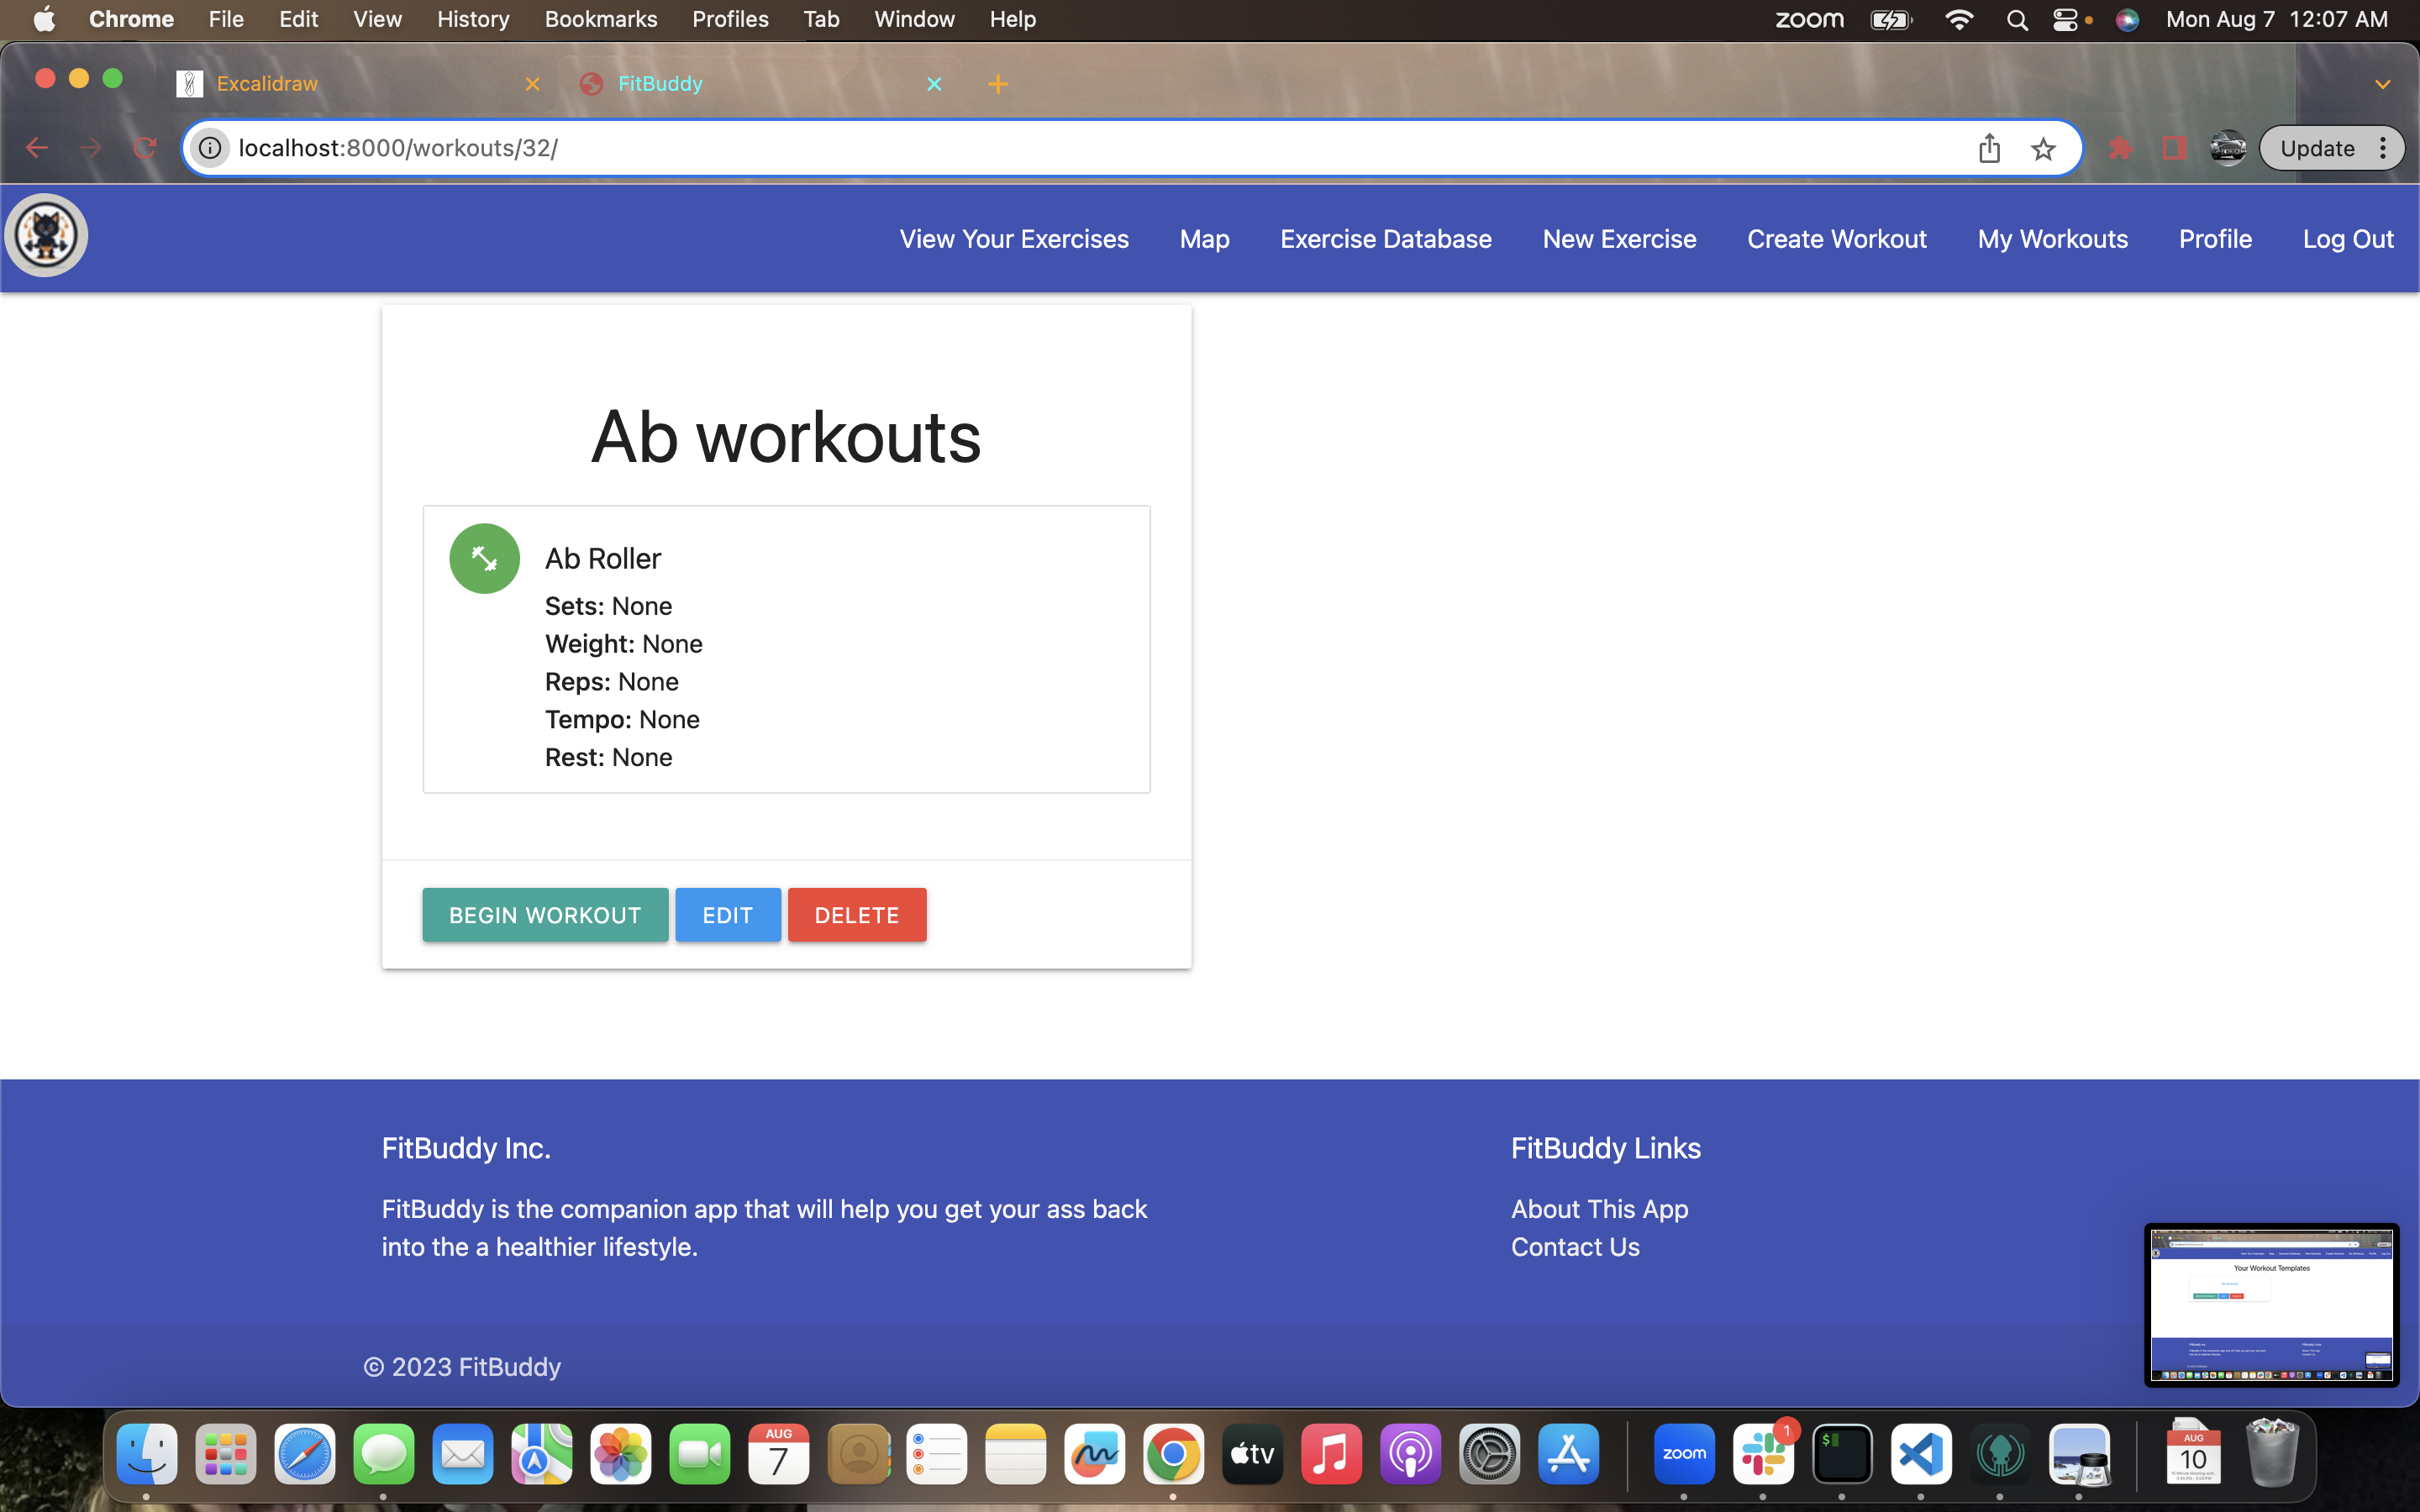 Chrome File Edit View History Bookmarks Profiles Tab Window Help zoom Mon Aug 7 12:07 AM
Excalidraw FitBuddy
localhost:8000/workouts/32/ Update
View Your Exercises Map Exercise Database New Exercise Create Workout My Workouts Profile Log Out
Ab workouts
Ab Roller
Sets: None
Weight: None
Reps: None
Tempo: None
Rest: None
BEGIN WORKOUT EDIT DELETE
FitBuddy Inc.
FitBuddy is the companion app that will help you get your ass back
into the a healthier lifestyle.
FitBuddy Links
About This App
Contact Us
Your Workout Templates
© 2023 FitBuddy
AUG
7
tv
zoom
1
$
AUG
10